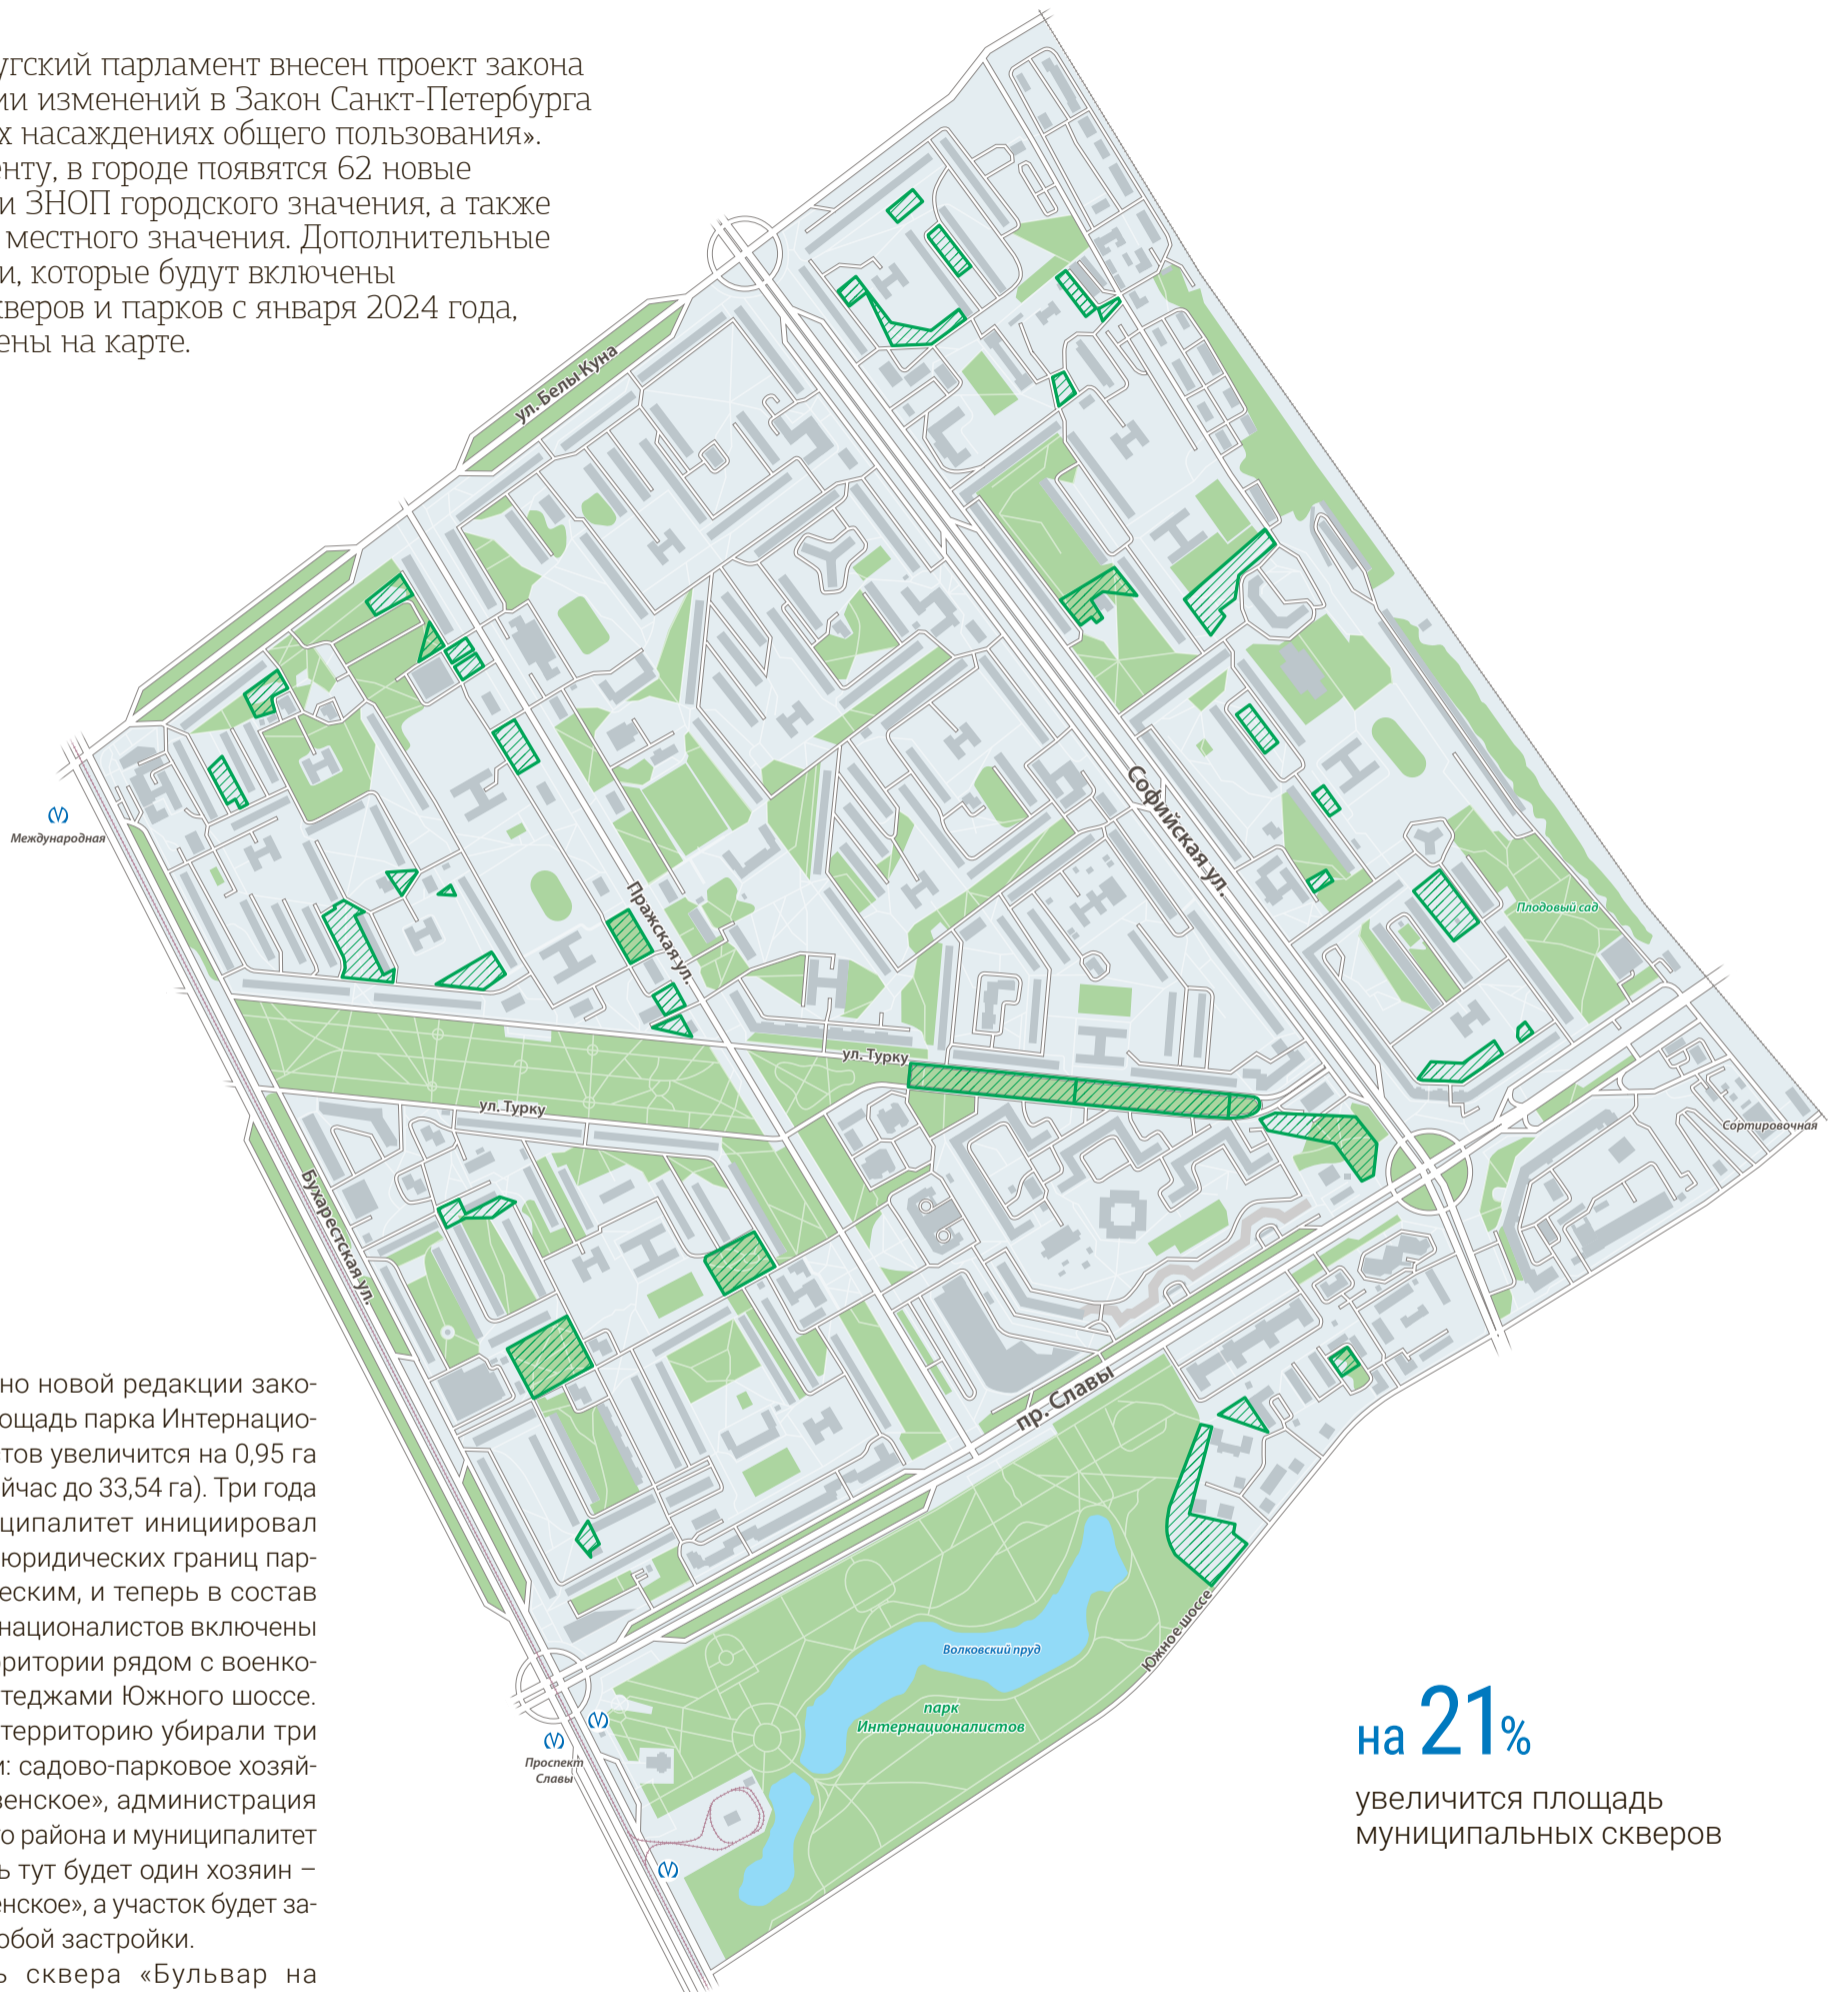 угский парламент внесен проект закона
ии изменений в Закон Санкт-Петербурга
х насаждениях общего пользования».
енту, в городе появятся 62 новые
и ЗНОП городского значения, а также
местного значения. Дополнительные
и, которые будут включены
кверов и парков с января 2024 года,
ены на карте.
ул. Белы Куна
Международная
Софийская ул.
Пражская ул.
Плодовый сад
ул. Турку
ул. Турку
Сортировочная
Бухарестская ул.
пр. Славы
Волковский пруд
Южное шоссе
парк
Интернационалистов
Проспект
Славы
но новой редакции зако-
ощадь парка Интернацио-
стов увеличится на 0,95 га
йчас до 33,54 га). Три года
ципалитет инициировал
юридических границ пар-
еским, и теперь в состав
националистов включены
рритории рядом с военко-
теджами Южного шоссе.
территорию убирали три
и: садово-парковое хозяй-
венское», администрация
о района и муниципалитет
ь тут будет один хозяин –
енское», а участок будет за-
обой застройки.
ь сквера «Бульвар на
на 21%
увеличится площадь
муниципальных скверов